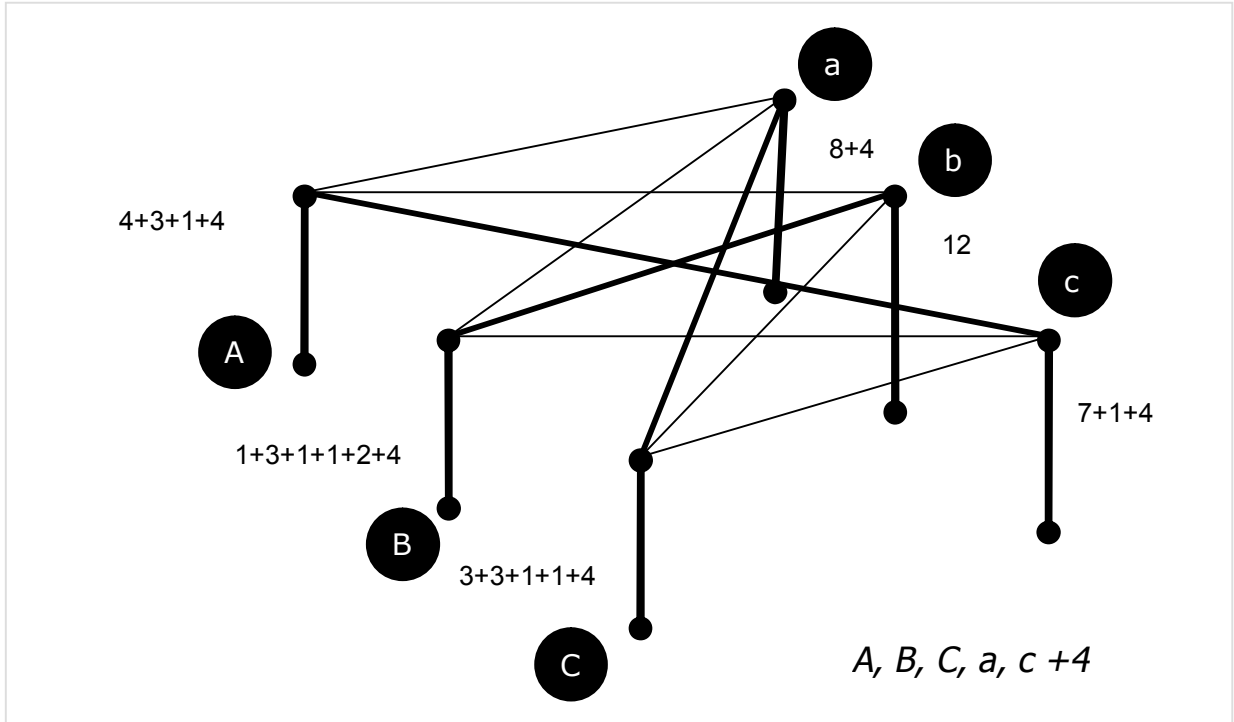 a
8+4
b
4+3+1+4
12
c
A
7+1+4
1+3+1+1+2+4
B
3+3+1+1+4
C
A, B, C, a, c +4